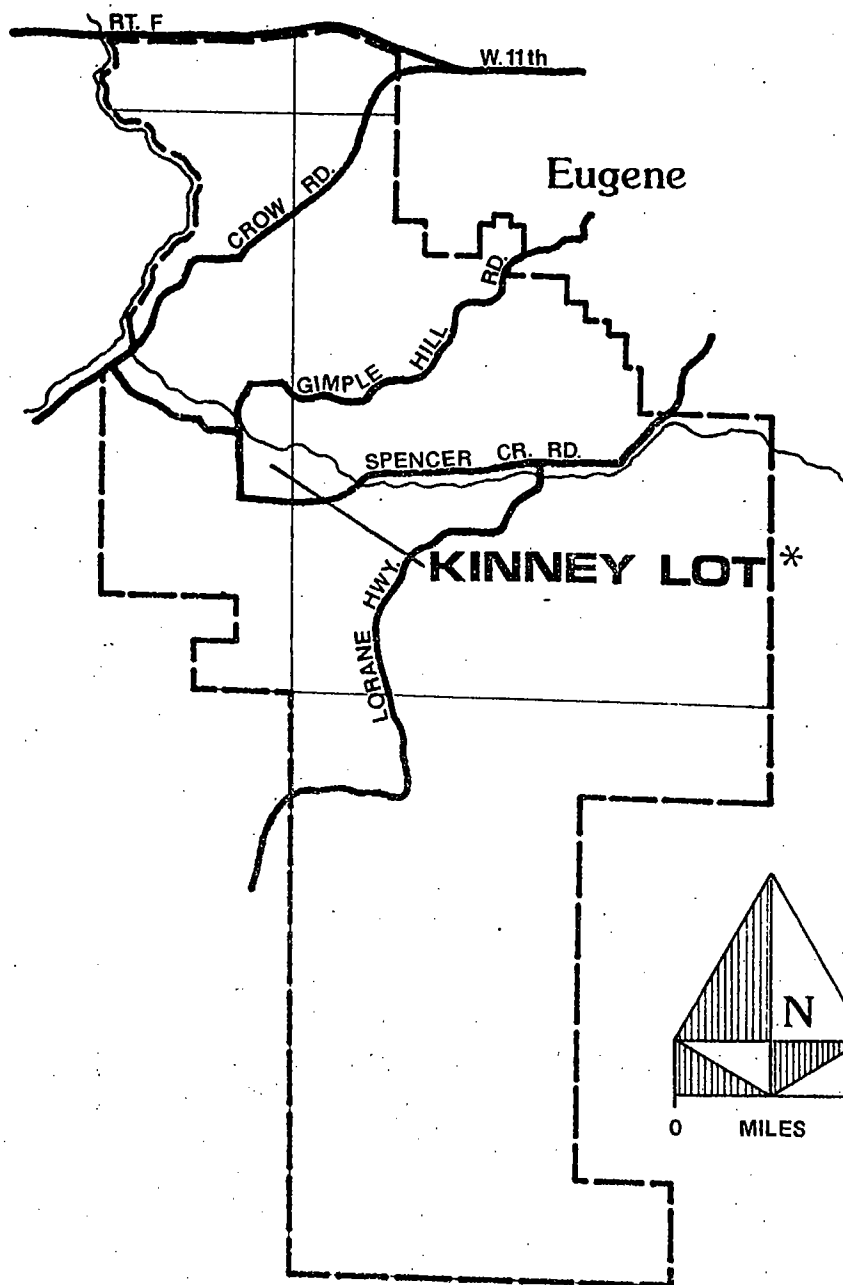 RT. F
W. 11th
Eugene
CROW RD.
GIMPLE HILL RD.
SPENCER CR. RD.
KINNEY LOT*
LORANE HWY.
N
0 MILES